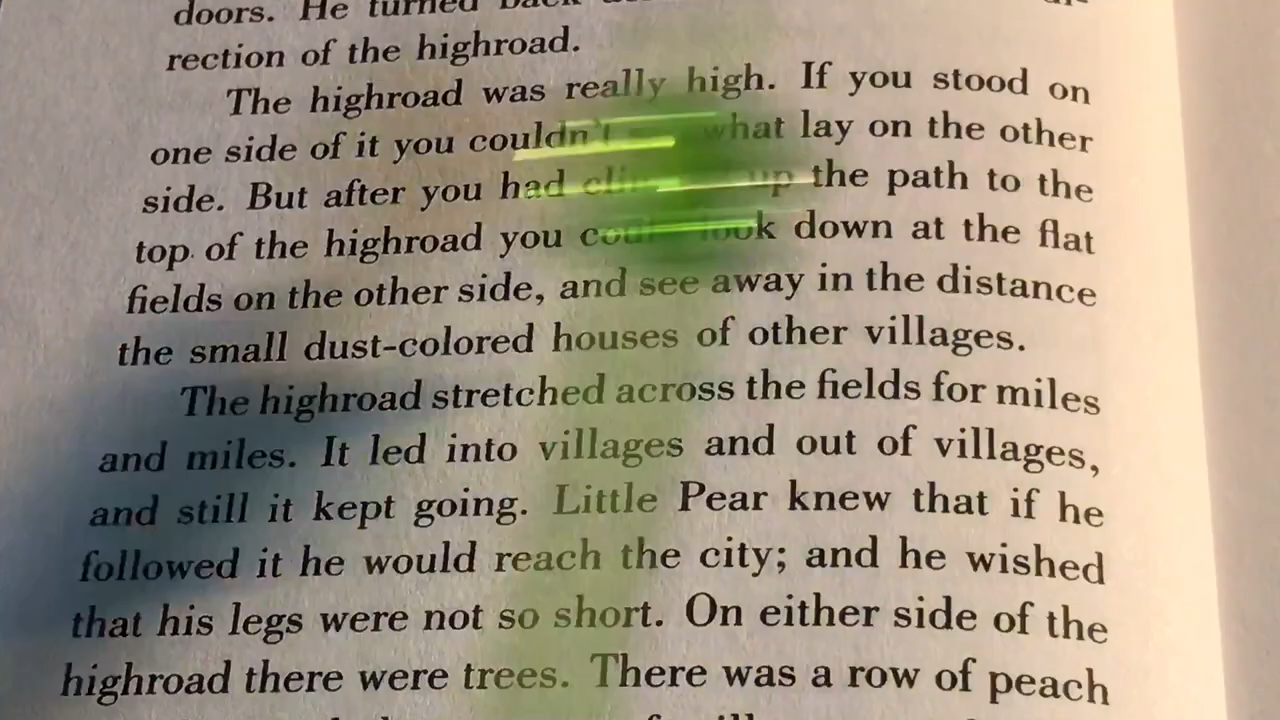 doors. He turned back
rection of the highroad.
The highroad was really high. If you stood on
one side of it you couldn't what lay on the other
side. But after you had up the path to the
top of the highroad you could look down at the flat
fields on the other side, and see away in the distance
the small dust-colored houses of other villages.
The highroad stretched across the fields for miles
and miles. It led into villages and out of villages,
and still it kept going. Little Pear knew that if he
followed it he would reach the city; and he wished
that his legs were not so short. On either side of the
highroad there were trees. There was a row of peach